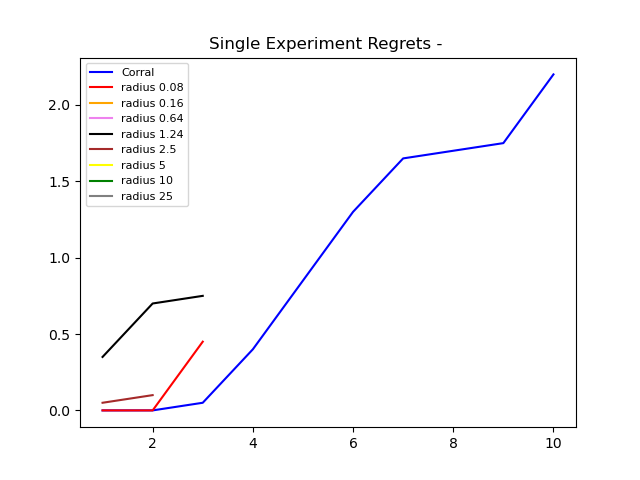 Single Experiment Regrets -
Corral
radius 0.08
radius 0.16
radius 0.64
radius 1.24
radius 2.5
radius 5
radius 10
radius 25
2.0
1.5
1.0
0.5
0.0
2 4 6 8 10